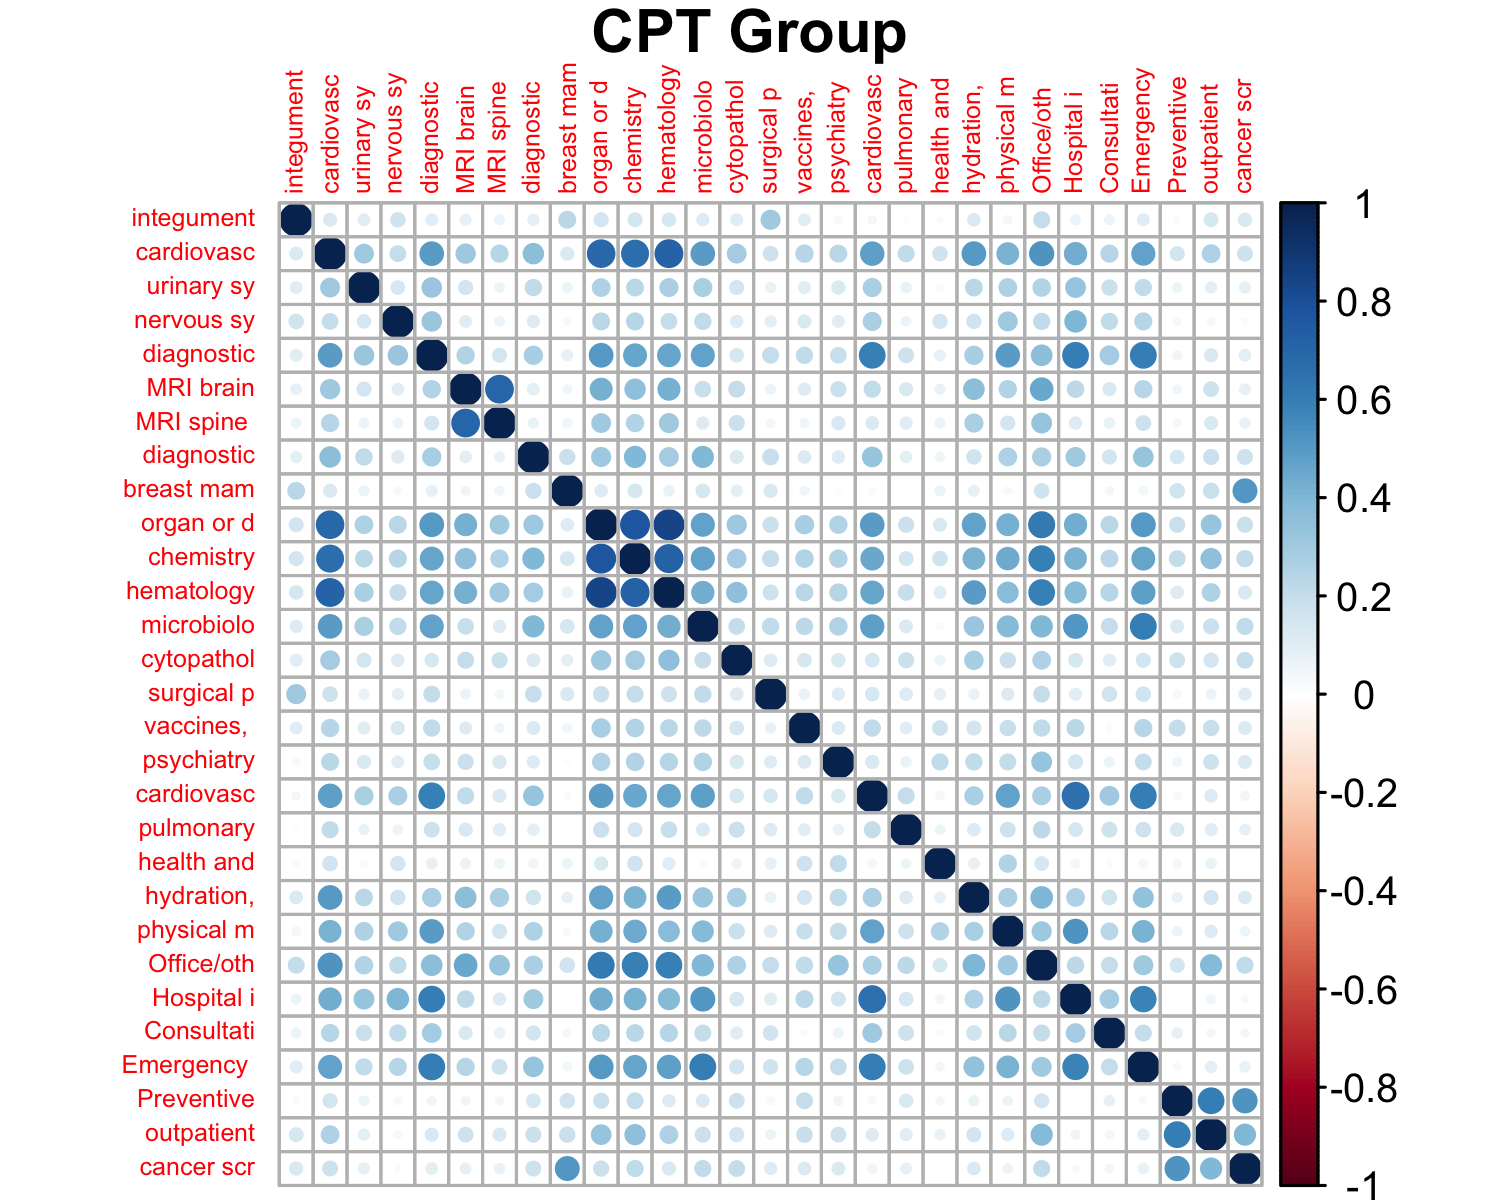 CPT Group
integument
cardiovasc
urinary sy
nervous sy
diagnostic
MRI brain
MRI spine
diagnostic
breast mam
organ or d
chemistry
hematology
microbiolo
cytopathol
surgical p
vaccines,
psychiatry
cardiovasc
pulmonary
health and
hydration,
physical m
Office/oth
Hospital i
Consultati
Emergency
Preventive
outpatient
cancer scr
integument
cardiovasc
urinary sy
nervous sy
diagnostic
MRI brain
MRI spine
diagnostic
breast mam
organ or d
chemistry
hematology
microbiolo
cytopathol
surgical p
vaccines,
psychiatry
cardiovasc
pulmonary
health and
hydration,
physical m
Office/oth
Hospital i
Consultati
Emergency
Preventive
outpatient
cancer scr
1
0.8
0.6
0.4
0.2
0
-0.2
-0.4
-0.6
-0.8
-1